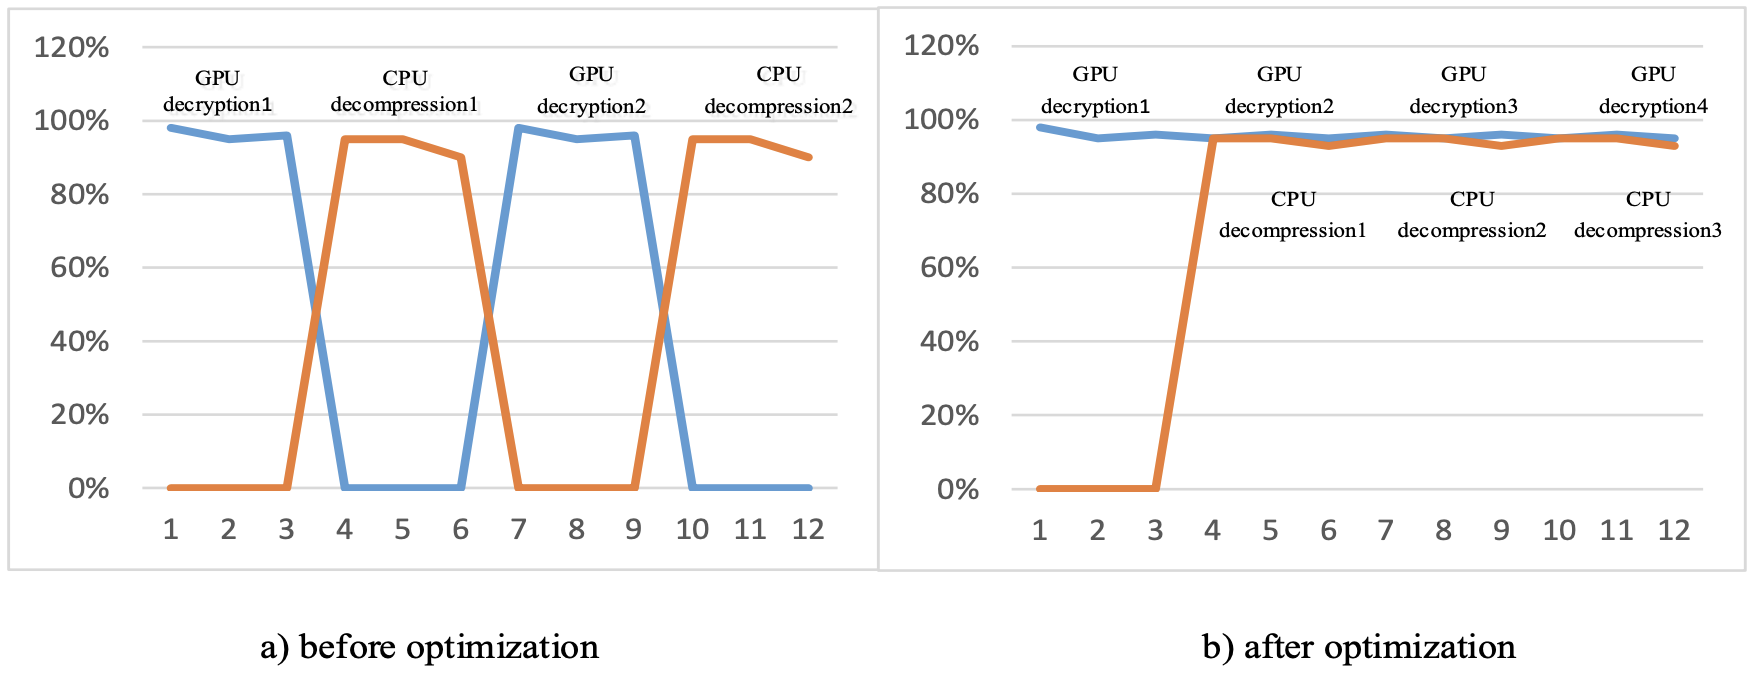 120%
GPU
decryption1
CPU
decompression1
GPU
decryption2
CPU
decompression2
100%
80%
60%
40%
20%
0%
1 2 3 4 5 6 7 8 9 10 11 12
a) before optimization
120%
GPU
decryption1
GPU
decryption2
GPU
decryption3
GPU
decryption4
100%
80%
CPU
decompression1
CPU
decompression2
CPU
decompression3
60%
40%
20%
0%
1 2 3 4 5 6 7 8 9 10 11 12
b) after optimization